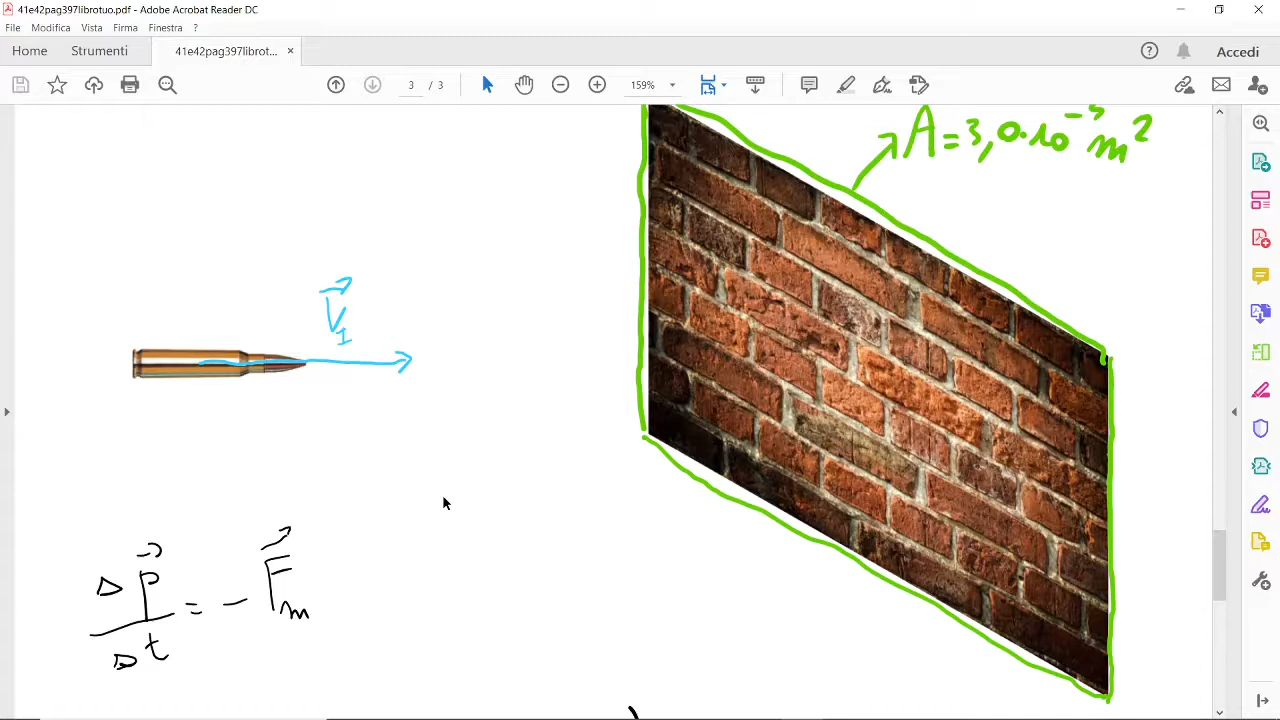 41e42pag397librotuo.pdf - Adobe Acrobat Reader DC
File Modifica Vista Firma Finestra ?
Home Strumenti 41e42pag397librot... × Accedi
3 / 3 159%
A = 3,0·10⁻³ m²
V₁
Δp/Δt = - Fm